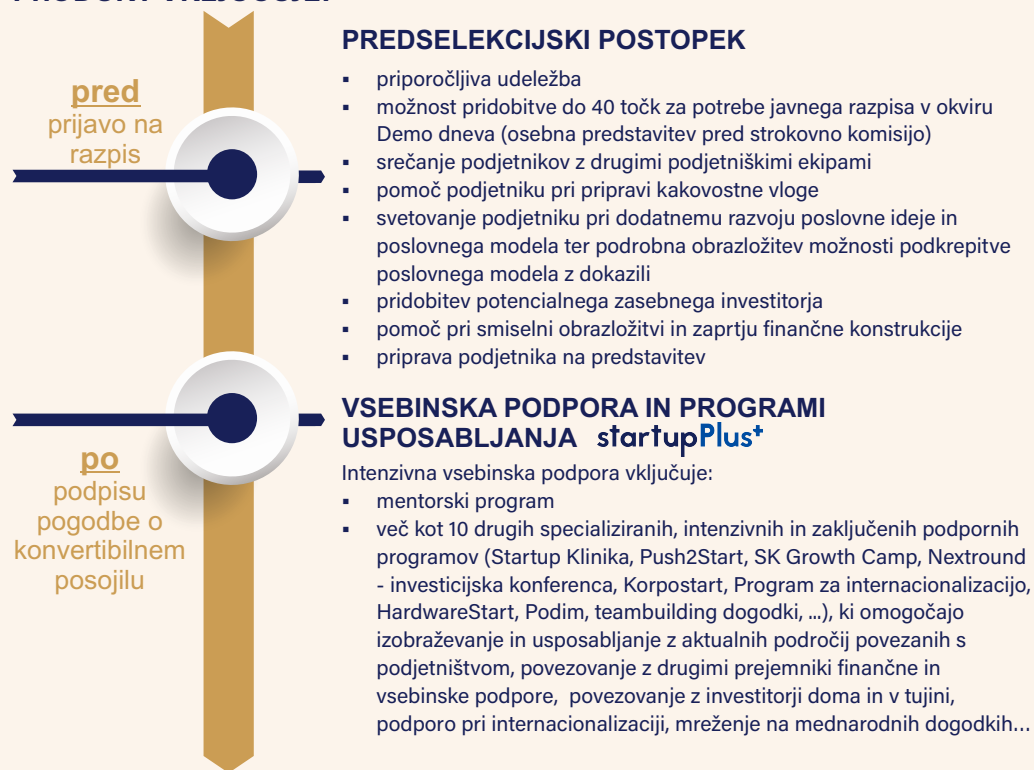 PREDSELEKCIJSKI POSTOPEK
pred
prijavo na
razpis
▪ priporočljiva udeležba
▪ možnost pridobitve do 40 točk za potrebe javnega razpisa v okviru
Demo dneva (osebna predstavitev pred strokovno komisijo)
▪ srečanje podjetnikov z drugimi podjetniškimi ekipami
▪ pomoč podjetniku pri pripravi kakovostne vloge
▪ svetovanje podjetniku pri dodatnemu razvoju poslovne ideje in
poslovnega modela ter podrobna obrazložitev možnosti podkrepitve
poslovnega modela z dokazili
▪ pridobitev potencialnega zasebnega investitorja
▪ pomoč pri smiselni obrazložitvi in zaprtju finančne konstrukcije
▪ priprava podjetnika na predstavitev
po
podpisu
pogodbe o
konvertibilnem
posojilu
VSEBINSKA PODPORA IN PROGRAMI
USPOSABLJANJA startupPlus+
Intenzivna vsebinska podpora vključuje:
▪ mentorski program
▪ več kot 10 drugih specializiranih, intenzivnih in zaključenih podpornih
programov (Startup Klinika, Push2Start, SK Growth Camp, Nextround
- investicijska konferenca, Korpostart, Program za internacionalizacijo,
HardwareStart, Podim, teambuilding dogodki, ...), ki omogočajo
izobraževanje in usposabljanje z aktualnih področij povezanih s
podjetništvom, povezovanje z drugimi prejemniki finančne in
vsebinske podpore, povezovanje z investitorji doma in v tujini,
podporo pri internacionalizaciji, mreženje na mednarodnih dogodkih...